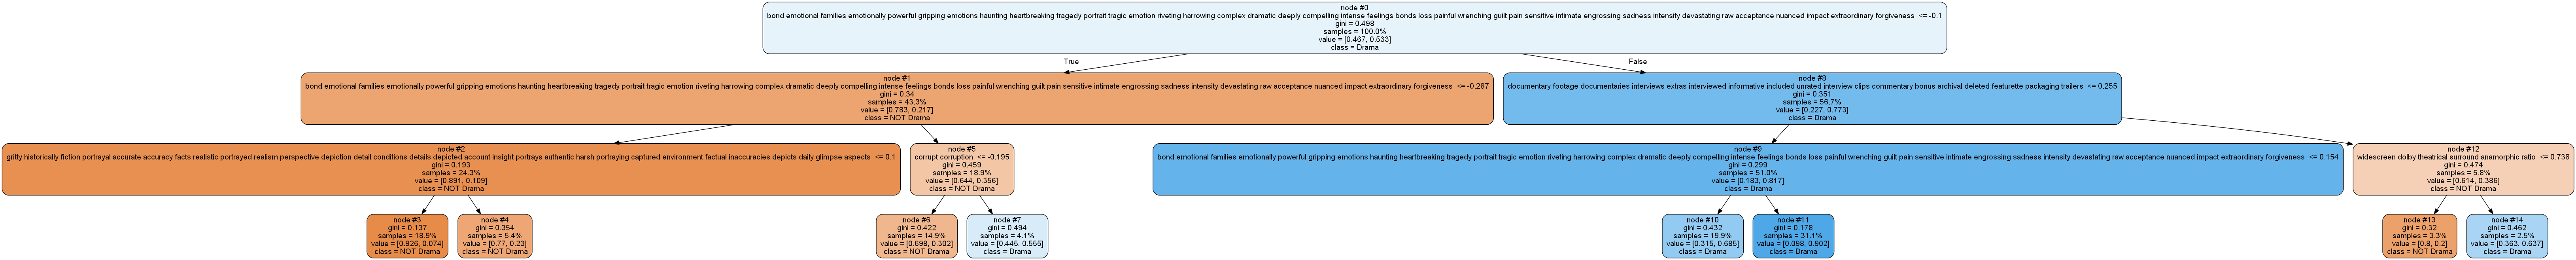 node #0
bond emotional families emotionally powerful gripping emotions haunting heartbreaking tragedy portrait tragic emotion riveting harrowing complex dramatic deeply compelling intense feelings bonds loss painful wrenching guilt pain sensitive intimate engrossing sadness intensity devastating raw acceptance nuanced impact extraordinary forgiveness <= -0.1
gini = 0.498
samples = 100.0%
value = [0.467, 0.533]
class = Drama
True
False
node #1
bond emotional families emotionally powerful gripping emotions haunting heartbreaking tragedy portrait tragic emotion riveting harrowing complex dramatic deeply compelling intense feelings bonds loss painful wrenching guilt pain sensitive intimate engrossing sadness intensity devastating raw acceptance nuanced impact extraordinary forgiveness <= -0.287
gini = 0.34
samples = 43.3%
value = [0.783, 0.217]
class = NOT Drama
node #8
documentary footage documentaries interviews extras interviewed informative included unrated interview clips commentary bonus archival deleted featurette packaging trailers <= 0.255
gini = 0.351
samples = 56.7%
value = [0.227, 0.773]
class = Drama
node #2
gritty historically fiction portrayal accurate accuracy facts realistic portrayed realism perspective depiction detail conditions details depicted account insight portrays authentic harsh portraying captured environment factual inaccuracies depicts daily glimpse aspects <= 0.1
gini = 0.193
samples = 24.3%
value = [0.891, 0.109]
class = NOT Drama
node #5
corrupt corruption <= -0.195
gini = 0.459
samples = 18.9%
value = [0.644, 0.356]
class = NOT Drama
node #9
bond emotional families emotionally powerful gripping emotions haunting heartbreaking tragedy portrait tragic emotion riveting harrowing complex dramatic deeply compelling intense feelings bonds loss painful wrenching guilt pain sensitive intimate engrossing sadness intensity devastating raw acceptance nuanced impact extraordinary forgiveness <= 0.154
gini = 0.299
samples = 51.0%
value = [0.183, 0.817]
class = Drama
node #12
widescreen dolby theatrical surround anamorphic ratio <= 0.738
gini = 0.474
samples = 5.8%
value = [0.614, 0.386]
class = NOT Drama
node #3
gini = 0.137
samples = 18.9%
value = [0.926, 0.074]
class = NOT Drama
node #4
gini = 0.354
samples = 5.4%
value = [0.77, 0.23]
class = NOT Drama
node #6
gini = 0.422
samples = 14.9%
value = [0.698, 0.302]
class = NOT Drama
node #7
gini = 0.494
samples = 4.1%
value = [0.445, 0.555]
class = Drama
node #10
gini = 0.432
samples = 19.9%
value = [0.315, 0.685]
class = Drama
node #11
gini = 0.178
samples = 31.1%
value = [0.098, 0.902]
class = Drama
node #13
gini = 0.32
samples = 3.3%
value = [0.8, 0.2]
class = NOT Drama
node #14
gini = 0.462
samples = 2.5%
value = [0.363, 0.637]
class = Drama